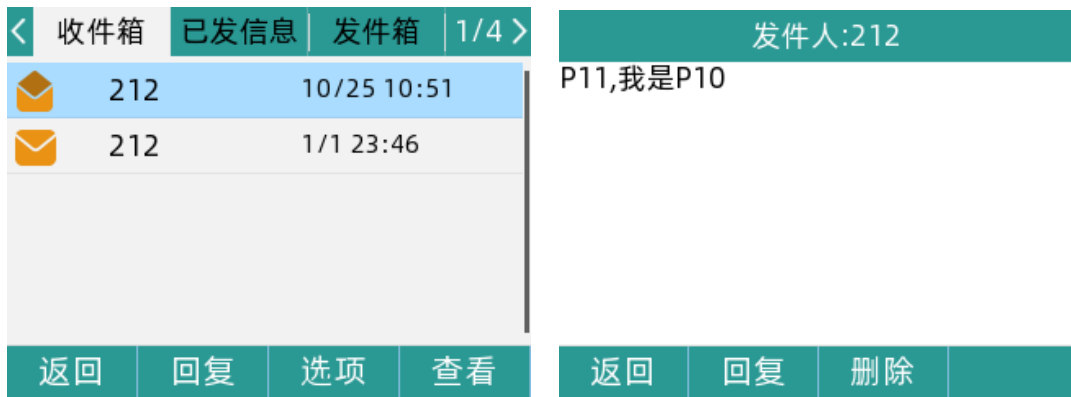 收件箱 已发信息 发件箱 1/4
212 10/25 10:51
212 1/1 23:46
返回 回复 选项 查看
发件人:212
P11,我是P10
返回 回复 删除